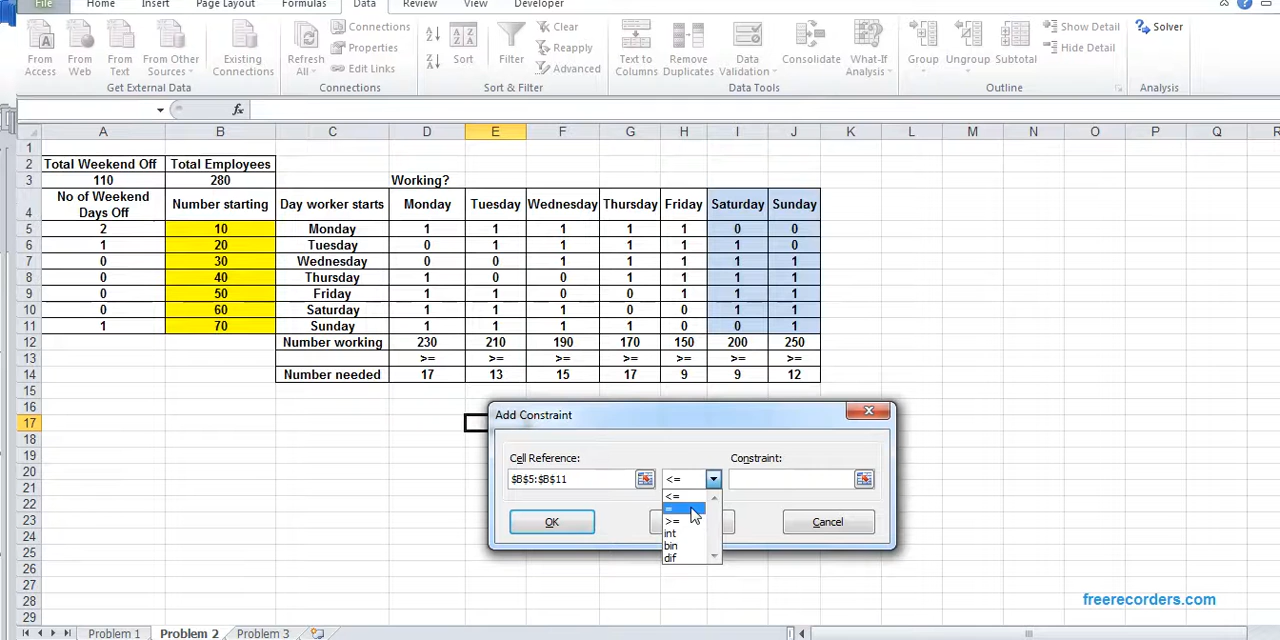 File Home Insert Page Layout Formulas Data Review View Developer
Connections Clear Show Detail Solver
Properties Reapply Hide Detail
Edit Links Advanced
From Access From Web From Text From Other Sources Existing Connections Refresh All Sort Filter Text to Columns Remove Duplicates Data Validation Consolidate What-If Analysis Group Ungroup Subtotal
Get External Data Connections Sort & Filter Data Tools Outline Analysis
fx
A B C D E F G H I J K L M N O P Q R
1
2 Total Weekend Off Total Employees
3 110 280 Working?
4 No of Weekend Days Off Number starting Day worker starts Monday Tuesday Wednesday Thursday Friday Saturday Sunday
5 2 10 Monday 1 1 1 1 1 0 0
6 1 20 Tuesday 0 1 1 1 1 1 0
7 0 30 Wednesday 0 0 1 1 1 1 1
8 0 40 Thursday 1 0 0 1 1 1 1
9 0 50 Friday 1 1 0 0 1 1 1
10 0 60 Saturday 1 1 1 0 0 1 1
11 1 70 Sunday 1 1 1 1 0 0 1
12 Number working 230 210 190 170 150 200 250
13 >= >= >= >= >= >= >=
14 Number needed 17 13 15 17 9 9 12
15
16
17
18
19
20
21
22
23
24
25
26
27
28
29
Add Constraint
Cell Reference: Constraint:
$B$5:$B$11 <=
<=
=
>=
int
bin
dif
OK Cancel
freerecorders.com
Problem 1 Problem 2 Problem 3